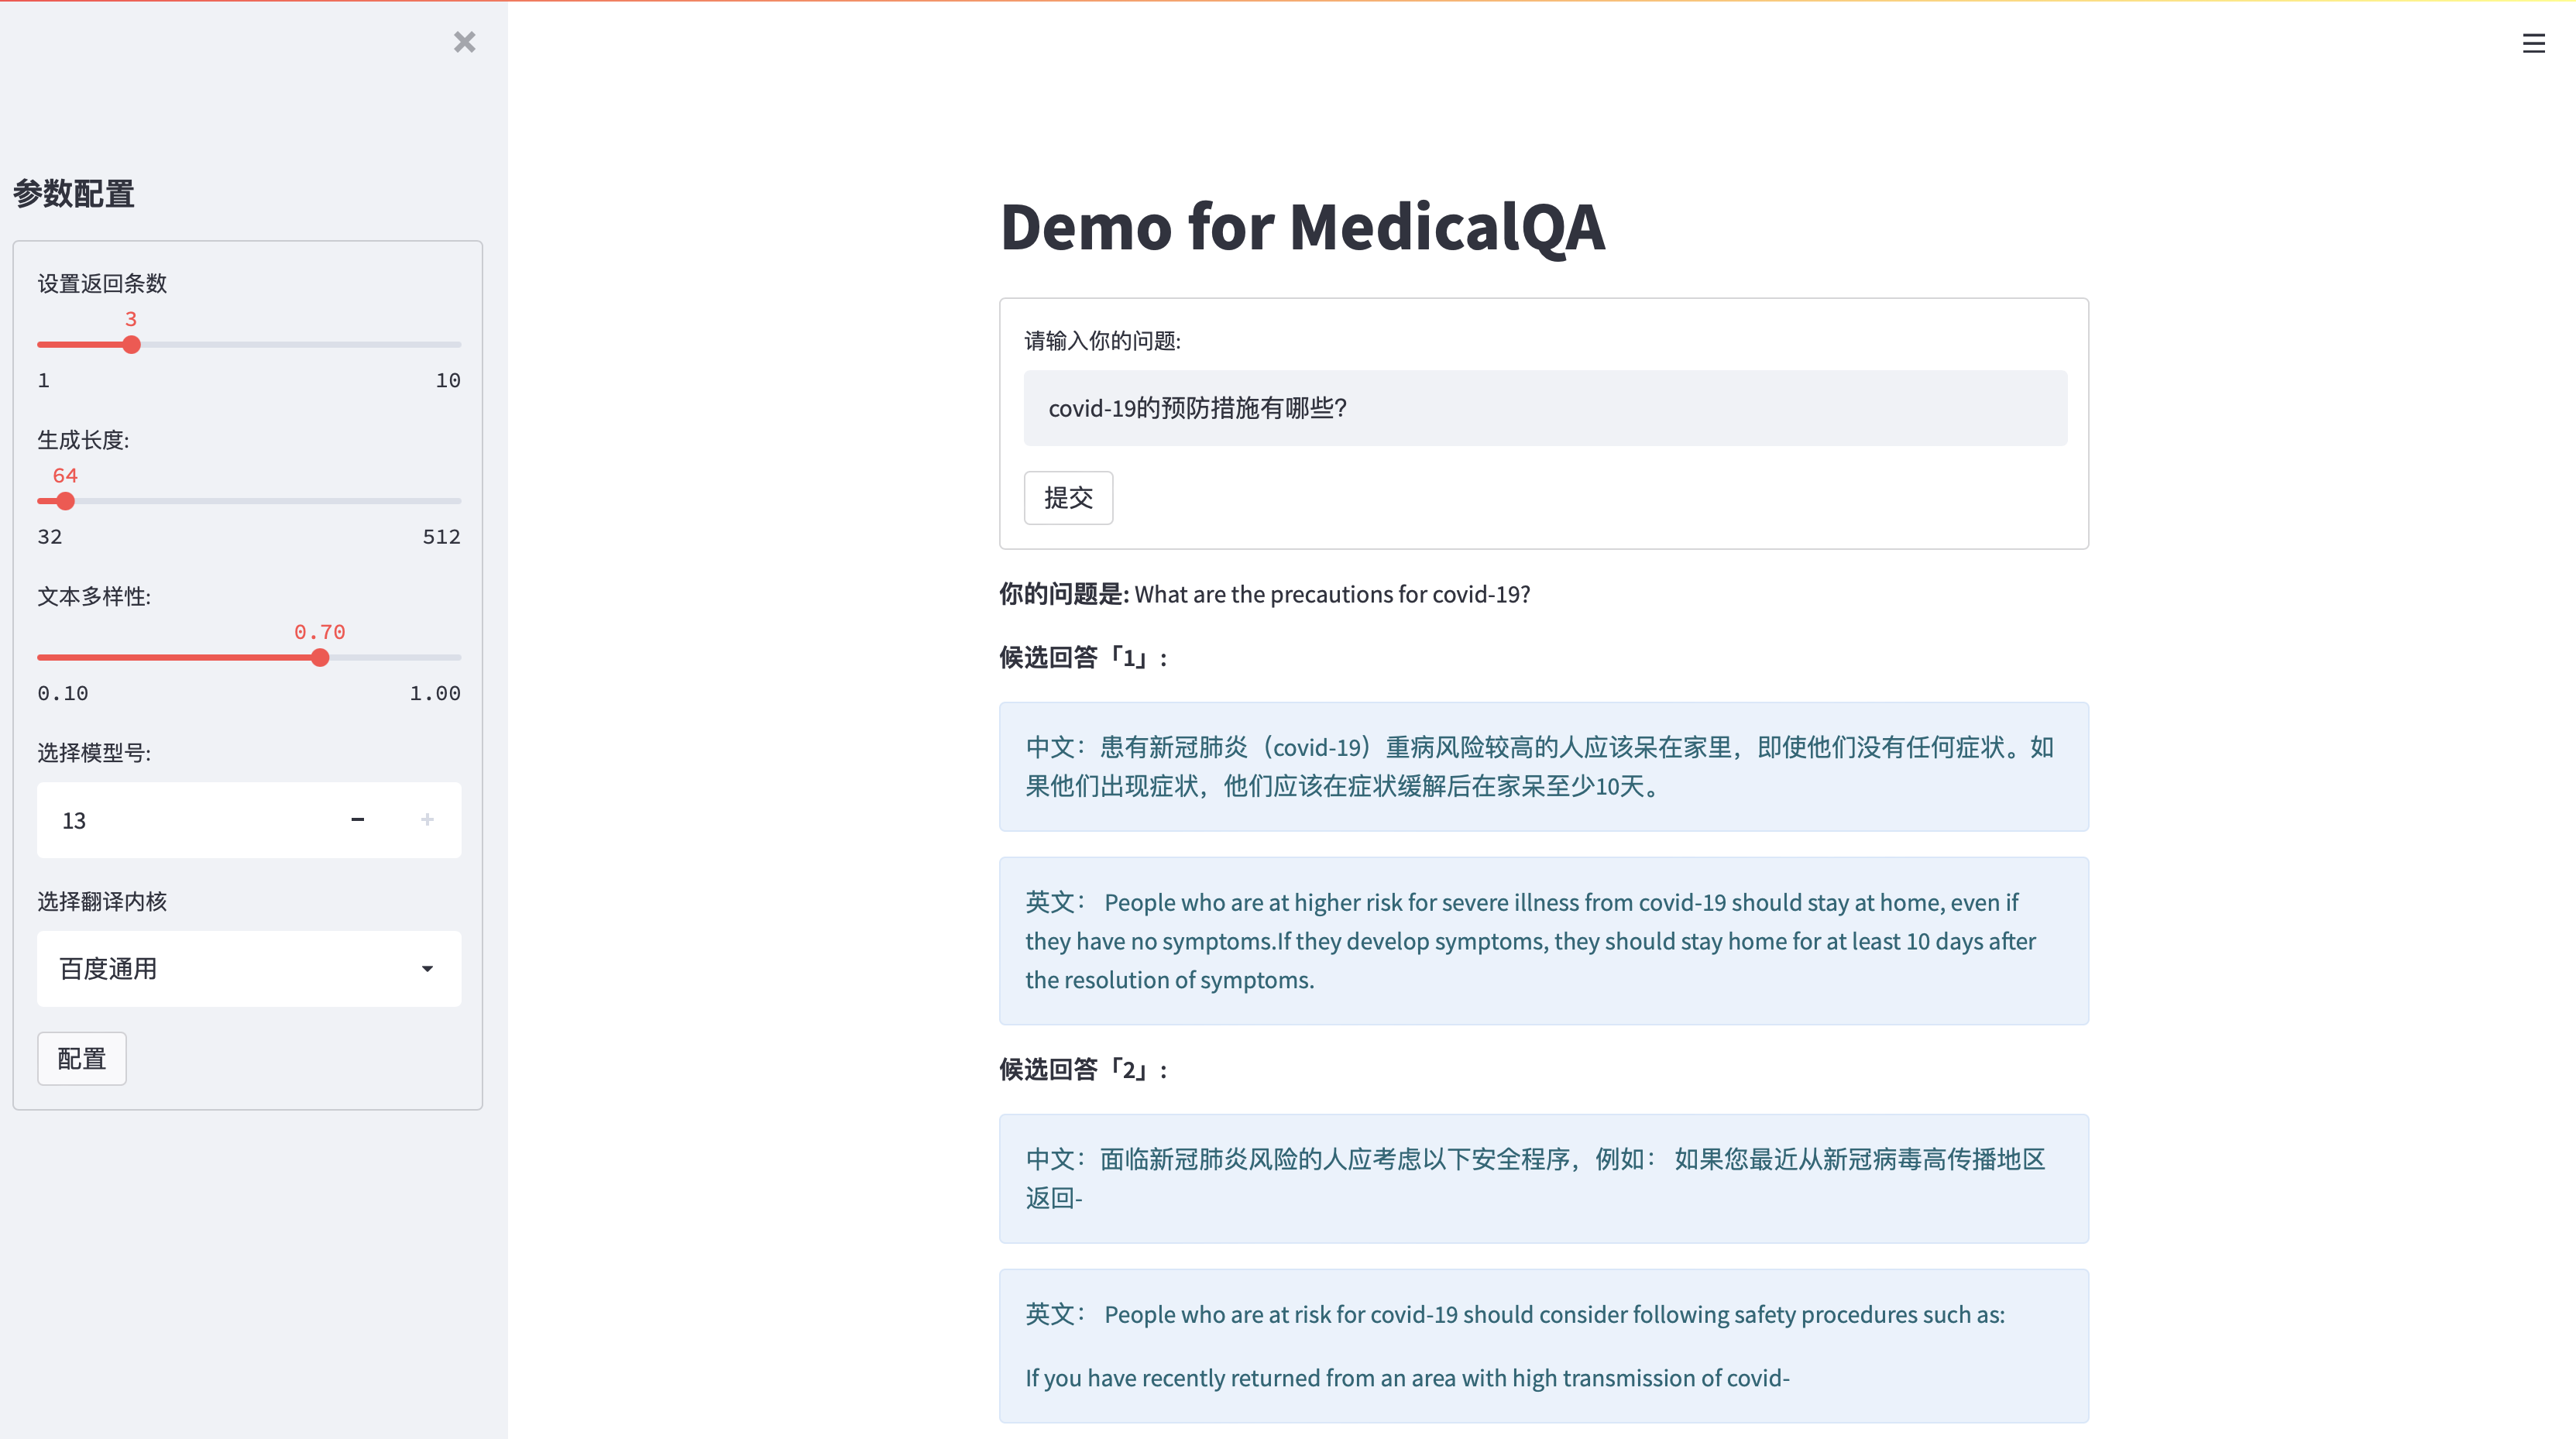 参数配置
设置返回条数
3
1 10
生成长度:
64
32 512
文本多样性:
0.70
0.10 1.00
选择模型号:
13
选择翻译内核
百度通用
配置
Demo for MedicalQA
请输入你的问题:
covid-19的预防措施有哪些?
提交
你的问题是: What are the precautions for covid-19?
候选回答「1」:
中文：患有新冠肺炎（covid-19）重病风险较高的人应该呆在家里，即使他们没有任何症状。如
果他们出现症状，他们应该在症状缓解后在家呆至少10天。
英文： People who are at higher risk for severe illness from covid-19 should stay at home, even if
they have no symptoms.If they develop symptoms, they should stay home for at least 10 days after
the resolution of symptoms.
候选回答「2」:
中文：面临新冠肺炎风险的人应考虑以下安全程序，例如： 如果您最近从新冠病毒高传播地区
返回-
英文： People who are at risk for covid-19 should consider following safety procedures such as:
If you have recently returned from an area with high transmission of covid-